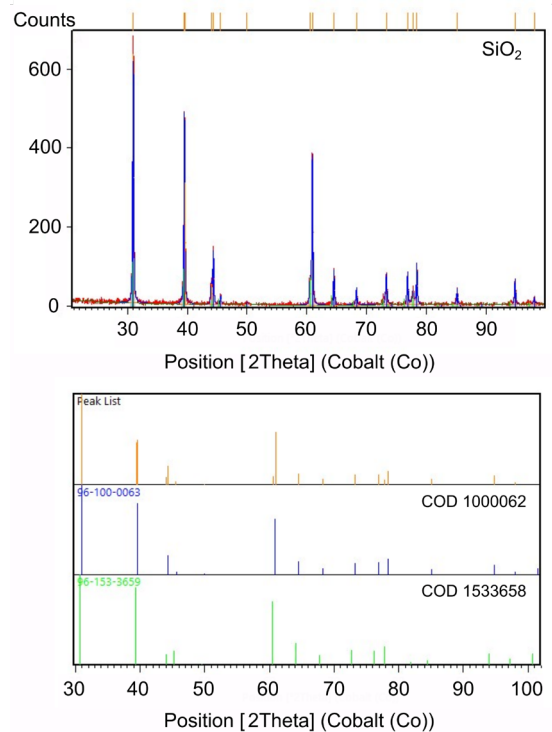 Counts
SiO₂
600
400
200
0
30 40 50 60 70 80 90
Position [2Theta] (Cobalt (Co))
Peak List
96-100-0063
COD 1000062
96-153-3659
COD 1533658
30 40 50 60 70 80 90 100
Position [2Theta] (Cobalt (Co))